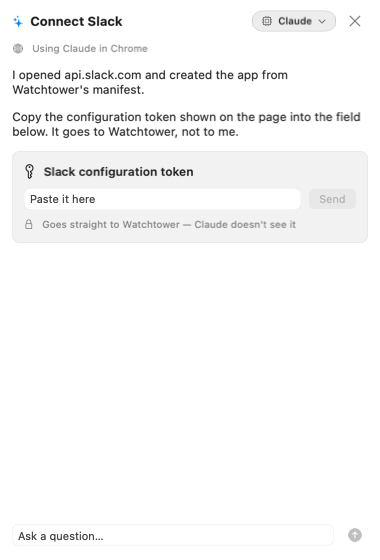 Connect Slack
Claude
Using Claude in Chrome
I opened api.slack.com and created the app from
Watchtower's manifest.
Copy the configuration token shown on the page into the field
below. It goes to Watchtower, not to me.
Slack configuration token
Paste it here
Send
Goes straight to Watchtower — Claude doesn't see it
Ask a question...